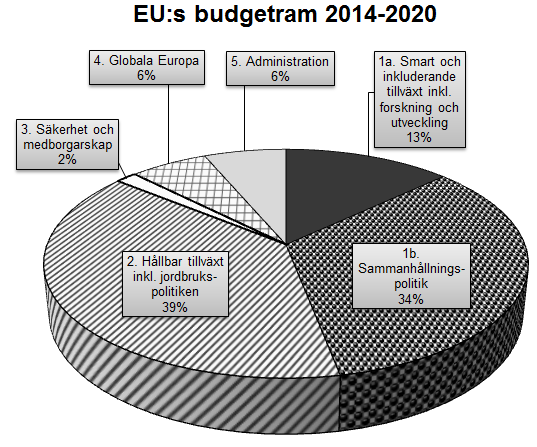 EU:s budgetram 2014-2020
4. Globala Europa
6%
5. Administration
6%
1a. Smart och
inkluderande
tillväxt inkl.
forskning och
utveckling
13%
3. Säkerhet och
medborgarskap
2%
2. Hållbar tillväxt
inkl. jordbruks-
politiken
39%
1b.
Sammanhållnings-
politik
34%